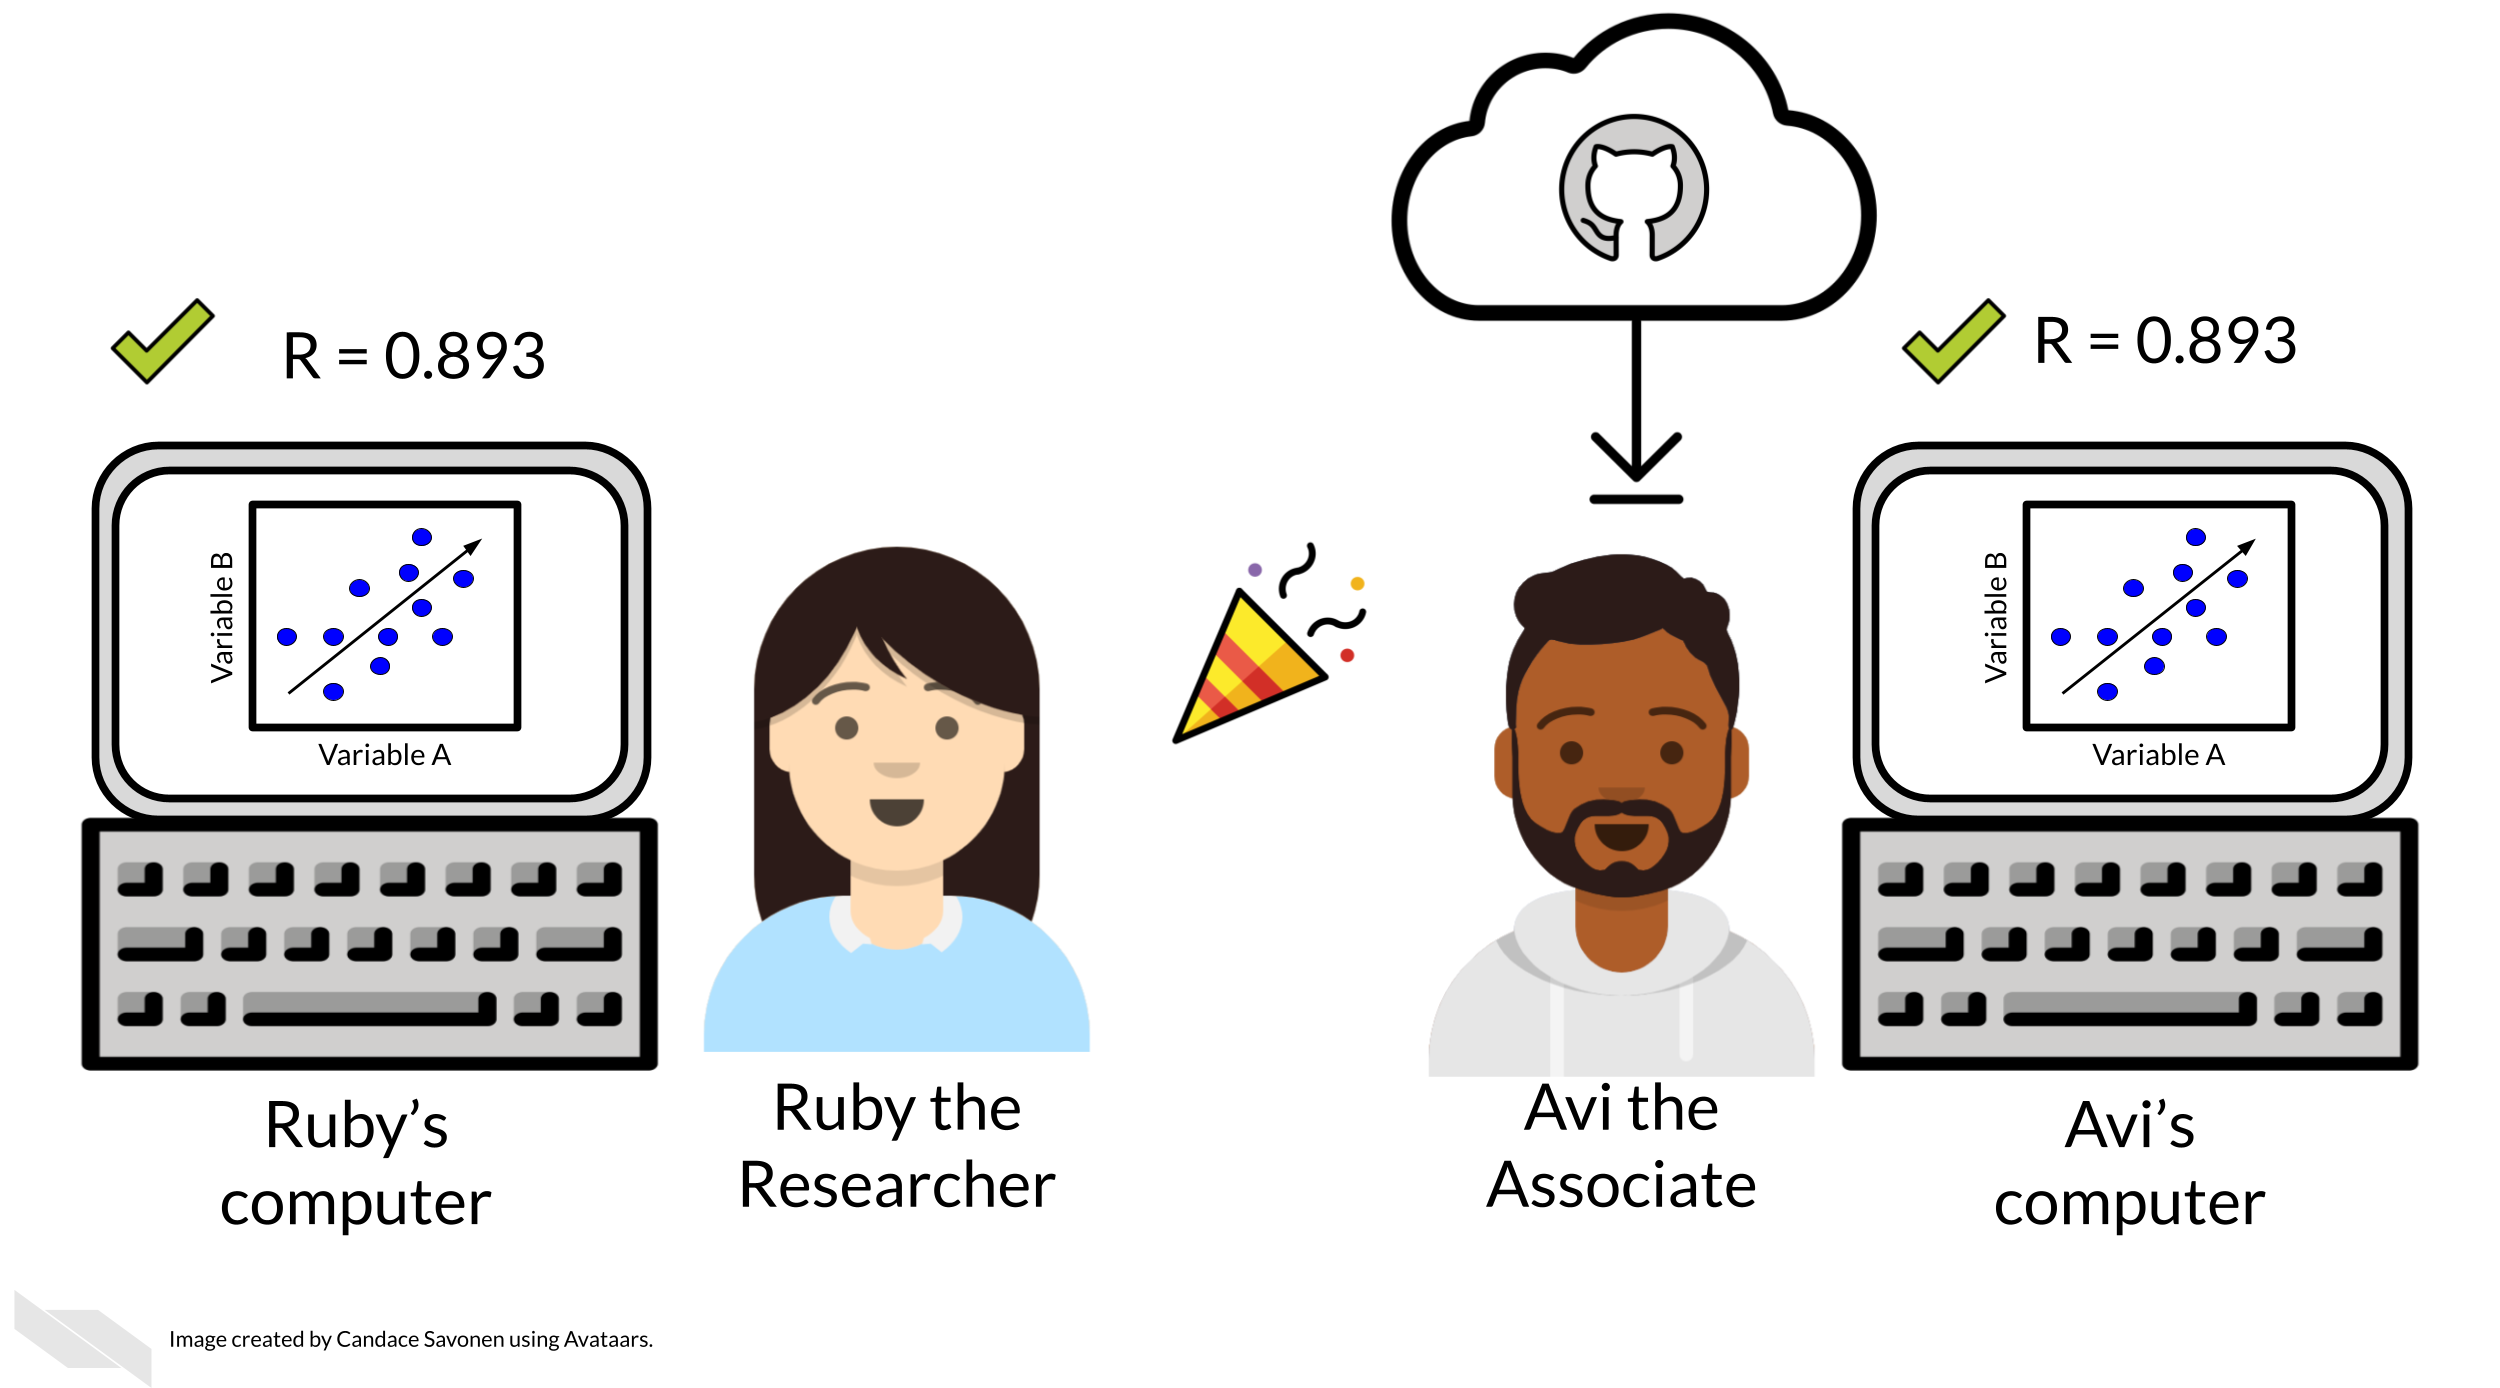 R = 0.893
R = 0.893
Variable B
Variable A
Variable B
Variable A
Ruby’s
computer
Ruby the
Researcher
Avi the
Associate
Avi’s
computer
Image created by Candace Savonen using Avataars.